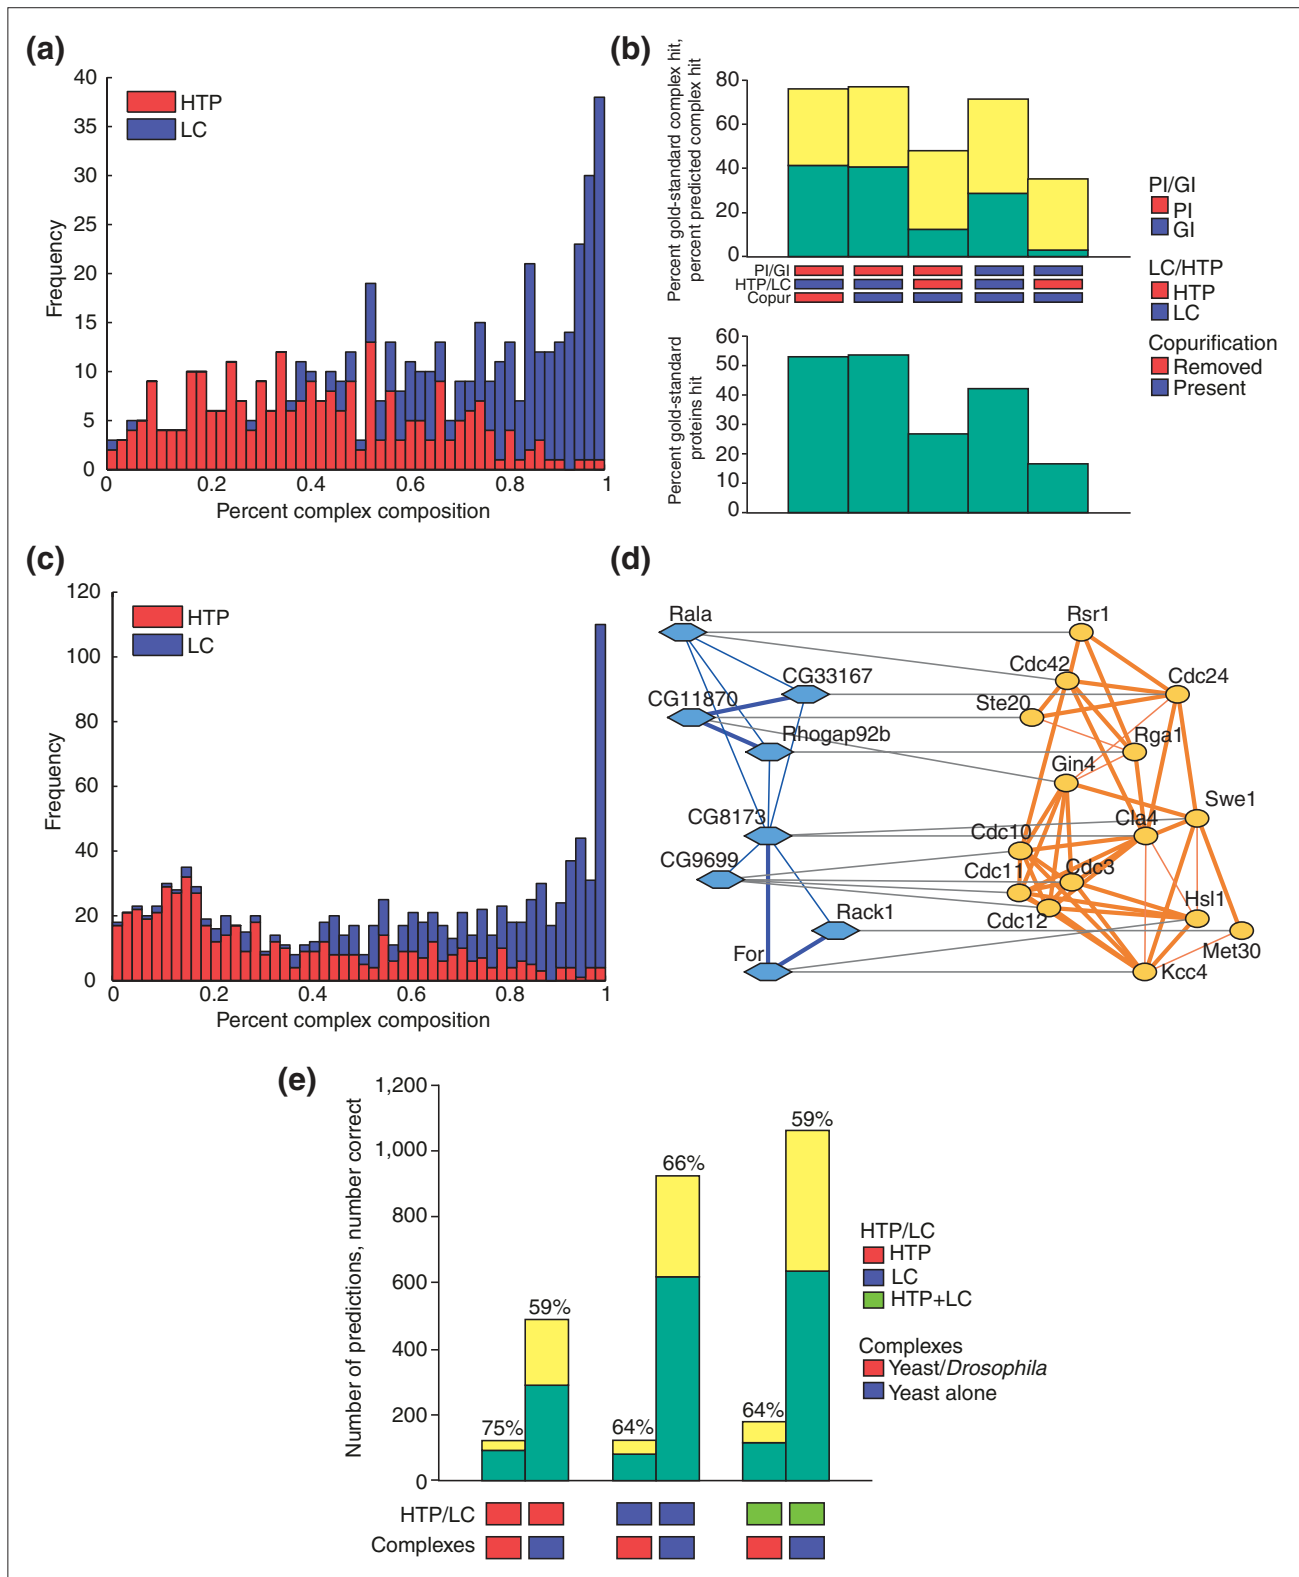 (a)
40
35
30
25
20
15
10
5
0
Frequency
HTP
LC
0 0.2 0.4 0.6 0.8 1
Percent complex composition
(b)
Percent gold-standard complex hit,
percent predicted complex hit
80
60
40
20
0
PI/GI
HTP/LC
Copur
PI/GI
PI
GI
LC/HTP
HTP
LC
Copurification
Removed
Present
Percent gold-standard
proteins hit
60
50
40
30
20
10
0
(c)
120
100
80
60
40
20
0
Frequency
HTP
LC
0 0.2 0.4 0.6 0.8 1
Percent complex composition
(d)
Rala
Rsr1
CG33167
Cdc42
Cdc24
CG11870
Ste20
Rhogap92b
Rga1
Gin4
Swe1
CG8173
Cdc10
Cla4
CG9699
Cdc11
Cdc3
Hsl1
Rack1
Cdc12
For
Met30
Kcc4
(e)
1,200
1,000
800
600
400
200
0
Number of predictions, number correct
75%
59%
64%
66%
64%
59%
HTP/LC
HTP
LC
HTP+LC
Complexes
Yeast/Drosophila
Yeast alone
HTP/LC
Complexes